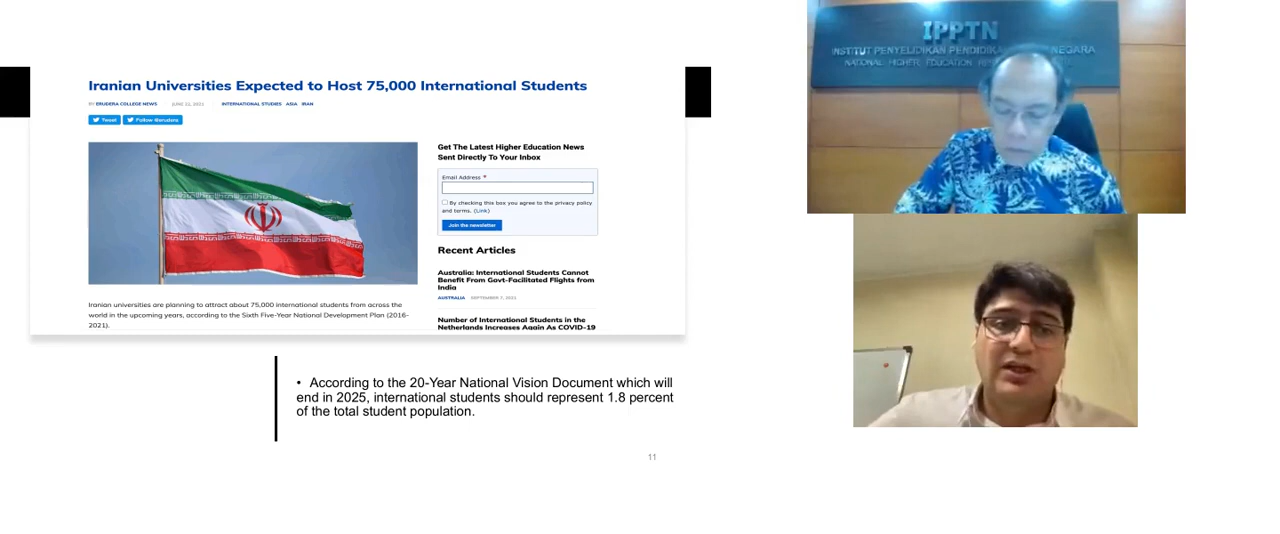 Iranian Universities Expected to Host 75,000 International Students
BY ERUDERA COLLEGE NEWS JUNE 22, 2021 INTERNATIONAL STUDIES ASIA IRAN
Tweet Follow @erudera
Iranian universities are planning to attract about 75,000 international students from across the
world in the upcoming years, according to the Sixth Five-Year National Development Plan (2016-
2021).
Get The Latest Higher Education News
Sent Directly To Your Inbox
Email Address *
By checking this box you agree to the privacy policy
and terms. (Link)
Join the newsletter
Recent Articles
Australia: International Students Cannot
Benefit From Govt-Facilitated Flights from
India
AUSTRALIA SEPTEMBER 7, 2021
Number of International Students in the
Netherlands Increases Again As COVID-19
• According to the 20-Year National Vision Document which will
end in 2025, international students should represent 1.8 percent
of the total student population.
11
IPPTN
INSTITUT PENYELIDIKAN NEGARA
NATIONAL HIGHER EDUCATION